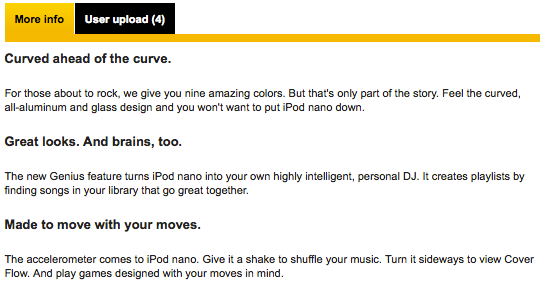 More info
User upload (4)
Curved ahead of the curve.
For those about to rock, we give you nine amazing colors. But that's only part of the story. Feel the curved,
all-aluminum and glass design and you won't want to put iPod nano down.
Great looks. And brains, too.
The new Genius feature turns iPod nano into your own highly intelligent, personal DJ. It creates playlists by
finding songs in your library that go great together.
Made to move with your moves.
The accelerometer comes to iPod nano. Give it a shake to shuffle your music. Turn it sideways to view Cover
Flow. And play games designed with your moves in mind.